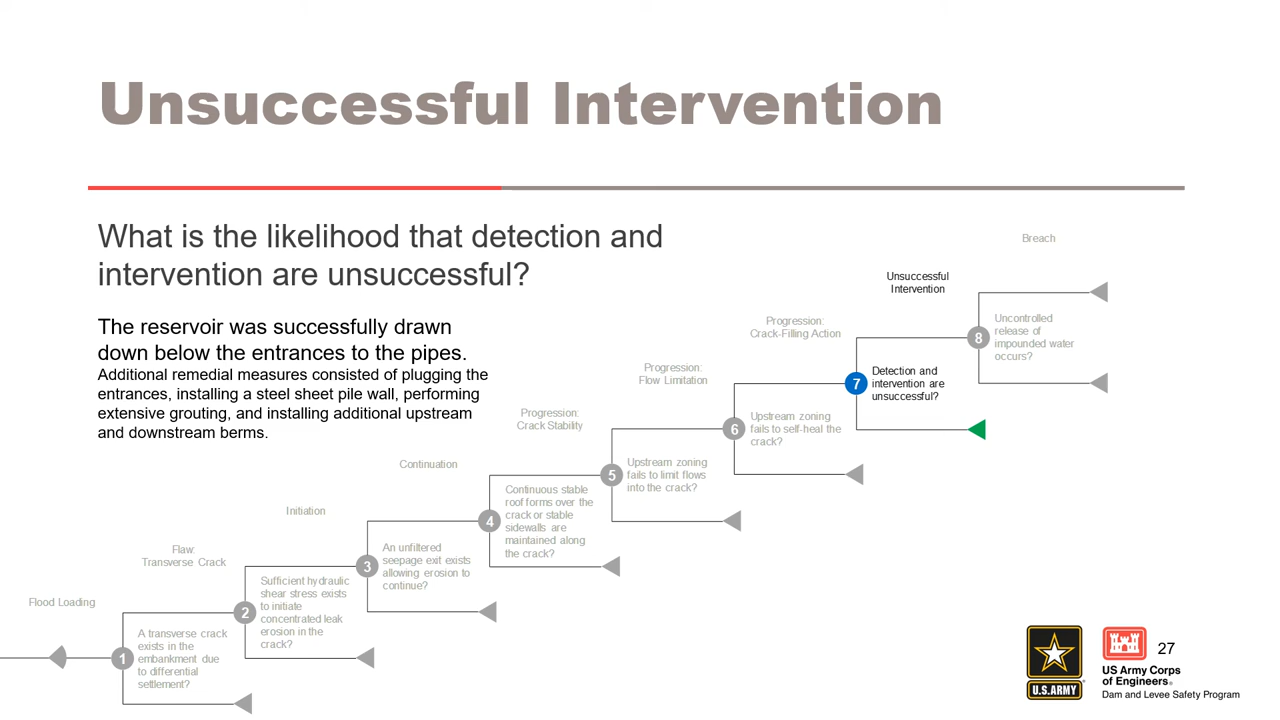 Unsuccessful Intervention
What is the likelihood that detection and
intervention are unsuccessful?
The reservoir was successfully drawn
down below the entrances to the pipes.
Additional remedial measures consisted of plugging the
entrances, installing a steel sheet pile wall, performing
extensive grouting, and installing additional upstream
and downstream berms.
Flood Loading
1
A transverse crack
exists in the
embankment due
to differential
settlement?
Flaw:
Transverse Crack
2
Sufficient hydraulic
shear stress exists
to initiate
concentrated leak
erosion in the
crack?
Initiation
3
An unfiltered
seepage exit exists
allowing erosion to
continue?
Continuation
4
Continuous stable
roof forms over the
crack or stable
sidewalls are
maintained along
the crack?
Progression:
Crack Stability
5
Upstream zoning
fails to limit flows
into the crack?
Progression:
Flow Limitation
6
Upstream zoning
fails to self-heal the
crack?
Progression:
Crack-Filling Action
7
Detection and
intervention are
unsuccessful?
Unsuccessful
Intervention
8
Uncontrolled
release of
impounded water
occurs?
Breach
U.S.ARMY
27
US Army Corps
of Engineers®
Dam and Levee Safety Program